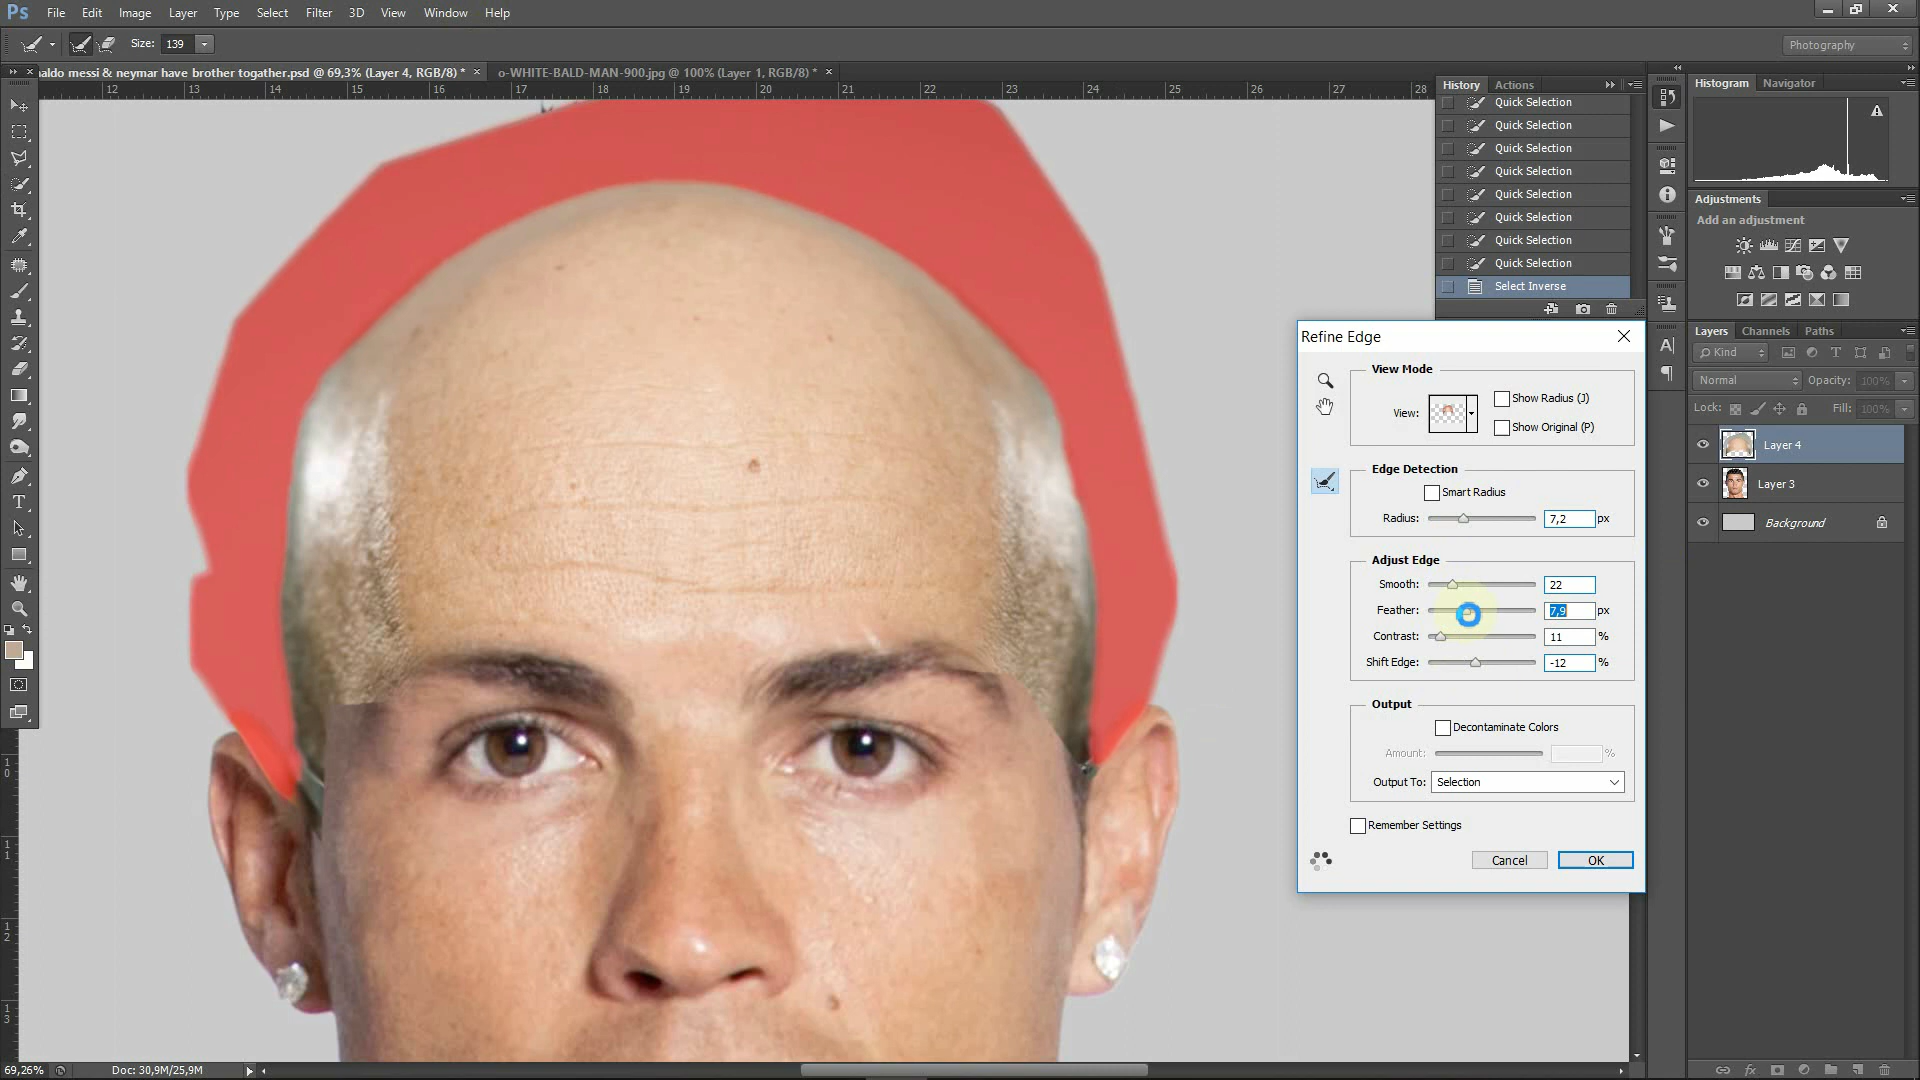 Ps File Edit Image Layer Type Select Filter 3D View Window Help
Size: 139 Photography
naldo messi & neymar have brother togather.psd @ 69,3% (Layer 4, RGB/8) * × o-WHITE-BALD-MAN-900.jpg @ 100% (Layer 1, RGB/8) * ×
12 13 14 15 16 17 18 19 20 21 22 23 24 25 26 27 28
History Actions
Quick Selection
Quick Selection
Quick Selection
Quick Selection
Quick Selection
Quick Selection
Quick Selection
Quick Selection
Select Inverse
Histogram Navigator
Adjustments
Add an adjustment
Layers Channels Paths
Kind
Normal Opacity: 100%
Lock: Fill: 100%
Layer 4
Layer 3
Background
Refine Edge
View Mode
View: Show Radius (J)
Show Original (P)
Edge Detection
Smart Radius
Radius: 7,2 px
Adjust Edge
Smooth: 22
Feather: 7,9 px
Contrast: 11 %
Shift Edge: -12 %
Output
Decontaminate Colors
Amount: %
Output To: Selection
Remember Settings
Cancel OK
10
11
12
13
69,26% Doc: 30,9M/25,9M